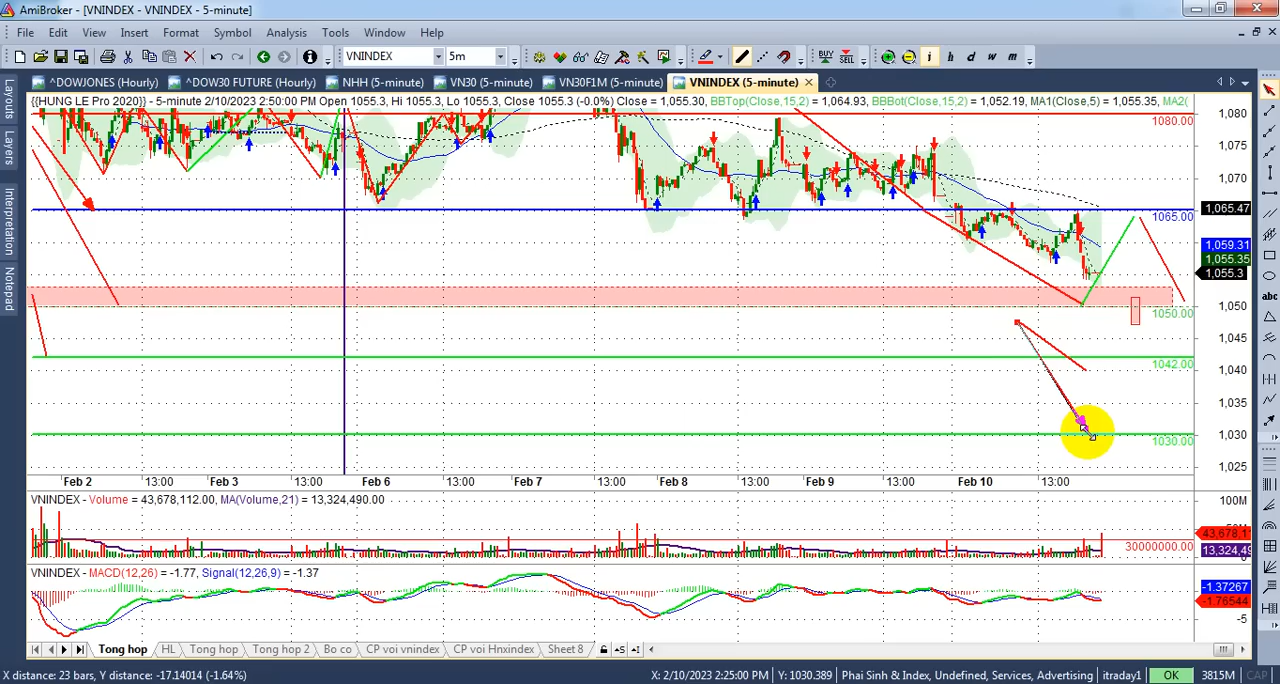 AmiBroker - [VNINDEX - VNINDEX - 5-minute]
File Edit View Insert Format Symbol Analysis Tools Window Help
VNINDEX 5m BUY SELL i h d w m
^DOWJONES (Hourly) ^DOW30 FUTURE (Hourly) NHH (5-minute) VN30 (5-minute) VN30F1M (5-minute) VNINDEX (5-minute)
Layouts
Layers
Interpretation
Notepad
{{HUNG LE Pro 2020}} - 5-minute 2/10/2023 2:50:00 PM Open 1055.3, Hi 1055.3, Lo 1055.3, Close 1055.3 (-0.0%) Close = 1,055.30, BBTop(Close,15,2) = 1,064.93, BBBot(Close,15,2) = 1,052.19, MA1(Close,5) = 1,055.35, MA2(
1080.00 1,080
1,075
1,070
1,065.47
1065.00
1,059.31
1,055.35
1,055.3
1,050
1050.00
1,045
1042.00
1,040
1,035
1,030
1030.00
1,025
abc
Feb 2 13:00 Feb 3 13:00 Feb 6 13:00 Feb 7 13:00 Feb 8 13:00 Feb 9 13:00 Feb 10 13:00
VNINDEX - Volume = 43,678,112.00, MA(Volume,21) = 13,324,490.00
100M
43,678,1
30000000.00
13,324,49
VNINDEX - MACD(12,26) = -1.77, Signal(12,26,9) = -1.37
-1.37267
-1.76544
-5
Tong hop HL Tong hop Tong hop 2 Bo co CP voi vnindex CP voi Hnxindex Sheet 8
X distance: 23 bars, Y distance: -17.14014 (-1.64%) X: 2/10/2023 2:25:00 PM Y: 1030.389 Phai Sinh & Index, Undefined, Services, Advertising itraday1 OK 3815M CAP